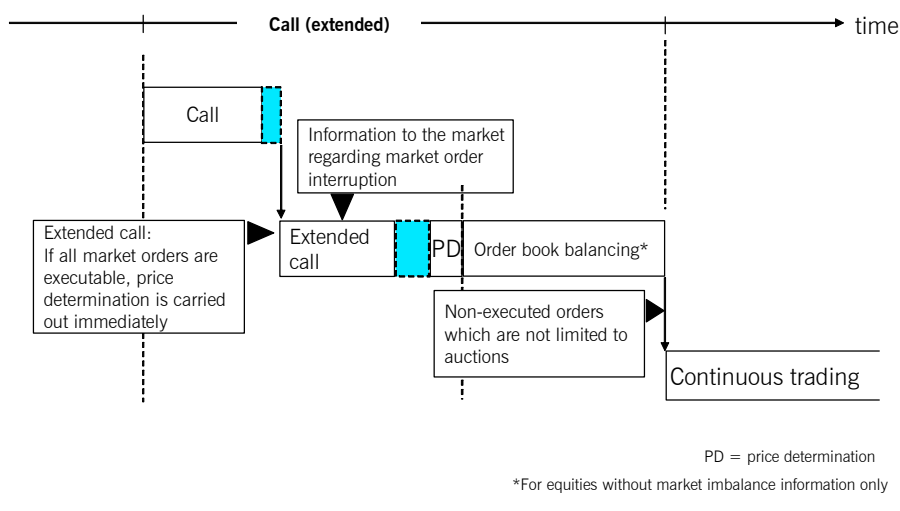 Call (extended)
time
Call
Information to the market
regarding market order
interruption
Extended call:
If all market orders are
executable, price
determination is carried
out immediately
Extended
call
PD
Order book balancing*
Non-executed orders
which are not limited to
auctions
Continuous trading
PD = price determination
*For equities without market imbalance information only